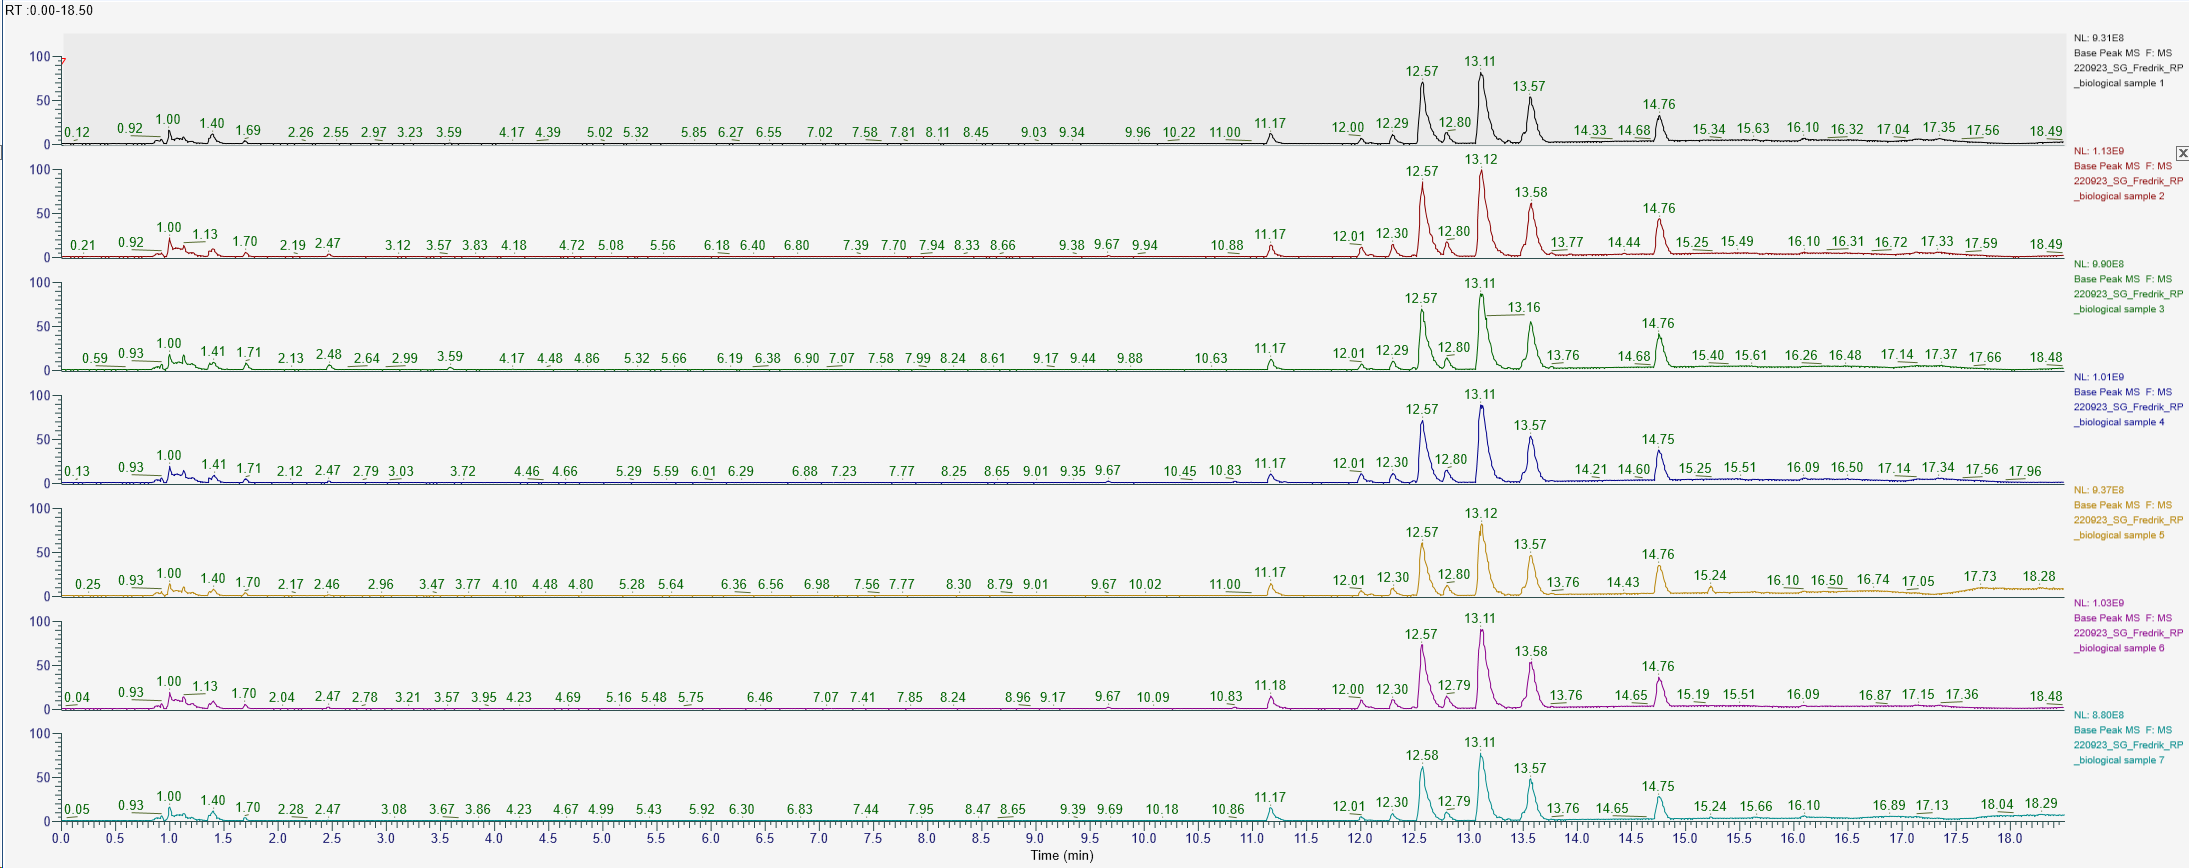 RT :0.00-18.50
NL: 9.31E8
Base Peak MS F: MS
220923_SG_Fredrik_RP
_biological sample 1
100
50
0
0.12 0.92 1.00 1.40 1.69 2.26 2.55 2.97 3.23 3.59 4.17 4.39 5.02 5.32 5.85 6.27 6.55 7.02 7.58 7.81 8.11 8.45 9.03 9.34 9.96 10.22 11.00 11.17 12.00 12.29 12.57 12.80 13.11 13.57 14.33 14.68 14.76 15.34 15.63 16.10 16.32 17.04 17.35 17.56 18.49
NL: 1.13E9
Base Peak MS F: MS
220923_SG_Fredrik_RP
_biological sample 2
100
50
0
0.21 0.92 1.00 1.13 1.70 2.19 2.47 3.12 3.57 3.83 4.18 4.72 5.08 5.56 6.18 6.40 6.80 7.39 7.70 7.94 8.33 8.66 9.38 9.67 9.94 10.88 11.17 12.01 12.30 12.57 12.80 13.12 13.58 13.77 14.44 14.76 15.25 15.49 16.10 16.31 16.72 17.33 17.59 18.49
NL: 9.90E8
Base Peak MS F: MS
220923_SG_Fredrik_RP
_biological sample 3
100
50
0
0.59 0.93 1.00 1.41 1.71 2.13 2.48 2.64 2.99 3.59 4.17 4.48 4.86 5.32 5.66 6.19 6.38 6.90 7.07 7.58 7.99 8.24 8.61 9.17 9.44 9.88 10.63 11.17 12.01 12.29 12.57 12.80 13.11 13.16 13.76 14.68 14.76 15.40 15.61 16.26 16.48 17.14 17.37 17.66 18.48
NL: 1.01E9
Base Peak MS F: MS
220923_SG_Fredrik_RP
_biological sample 4
100
50
0
0.13 0.93 1.00 1.41 1.71 2.12 2.47 2.79 3.03 3.72 4.46 4.66 5.29 5.59 6.01 6.29 6.88 7.23 7.77 8.25 8.65 9.01 9.35 9.67 10.45 10.83 11.17 12.01 12.30 12.57 12.80 13.11 13.57 14.21 14.60 14.75 15.25 15.51 16.09 16.50 17.14 17.34 17.56 17.96
NL: 9.37E8
Base Peak MS F: MS
220923_SG_Fredrik_RP
_biological sample 5
100
50
0
0.25 0.93 1.00 1.40 1.70 2.17 2.46 2.96 3.47 3.77 4.10 4.48 4.80 5.28 5.64 6.36 6.56 6.98 7.56 7.77 8.30 8.79 9.01 9.67 10.02 11.00 11.17 12.01 12.30 12.57 12.80 13.12 13.57 13.76 14.43 14.76 15.24 16.10 16.50 16.74 17.05 17.73 18.28
NL: 1.03E9
Base Peak MS F: MS
220923_SG_Fredrik_RP
_biological sample 6
100
50
0
0.04 0.93 1.00 1.13 1.70 2.04 2.47 2.78 3.21 3.57 3.95 4.23 4.69 5.16 5.48 5.75 6.46 7.07 7.41 7.85 8.24 8.96 9.17 9.67 10.09 10.83 11.18 12.00 12.30 12.57 12.79 13.11 13.58 13.76 14.65 14.76 15.19 15.51 16.09 16.87 17.15 17.36 18.48
NL: 8.80E8
Base Peak MS F: MS
220923_SG_Fredrik_RP
_biological sample 7
100
50
0
0.05 0.93 1.00 1.40 1.70 2.28 2.47 3.08 3.67 3.86 4.23 4.67 4.99 5.43 5.92 6.30 6.83 7.44 7.95 8.47 8.65 9.39 9.69 10.18 10.86 11.17 12.01 12.30 12.58 12.79 13.11 13.57 13.76 14.65 14.75 15.24 15.66 16.10 16.89 17.13 18.04 18.29
0.0 0.5 1.0 1.5 2.0 2.5 3.0 3.5 4.0 4.5 5.0 5.5 6.0 6.5 7.0 7.5 8.0 8.5 9.0 9.5 10.0 10.5 11.0 11.5 12.0 12.5 13.0 13.5 14.0 14.5 15.0 15.5 16.0 16.5 17.0 17.5 18.0
Time (min)